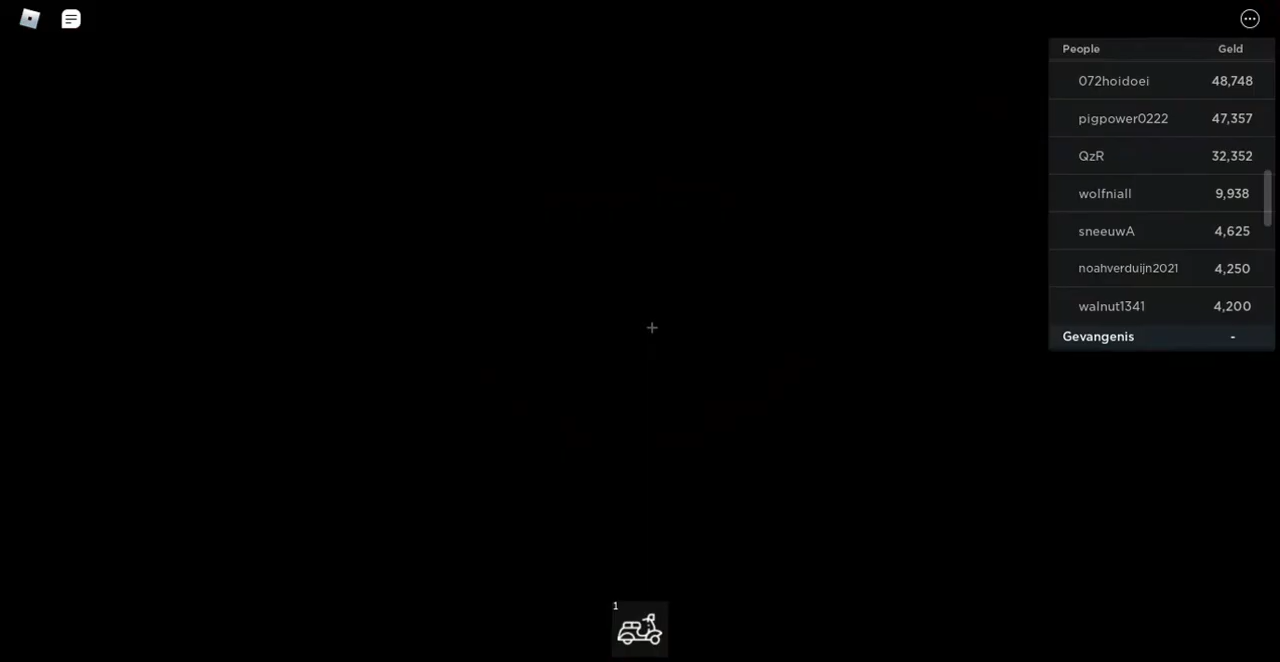 People Geld
072hoidoei 48,748
pigpower0222 47,357
QzR 32,352
wolfniall 9,938
sneeuwA 4,625
noahverduijn2021 4,250
walnut1341 4,200
Gevangenis -
1